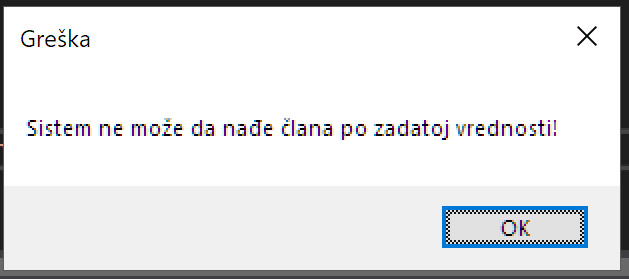 Greška
Sistem ne može da nađe člana po zadatoj vrednosti!
OK